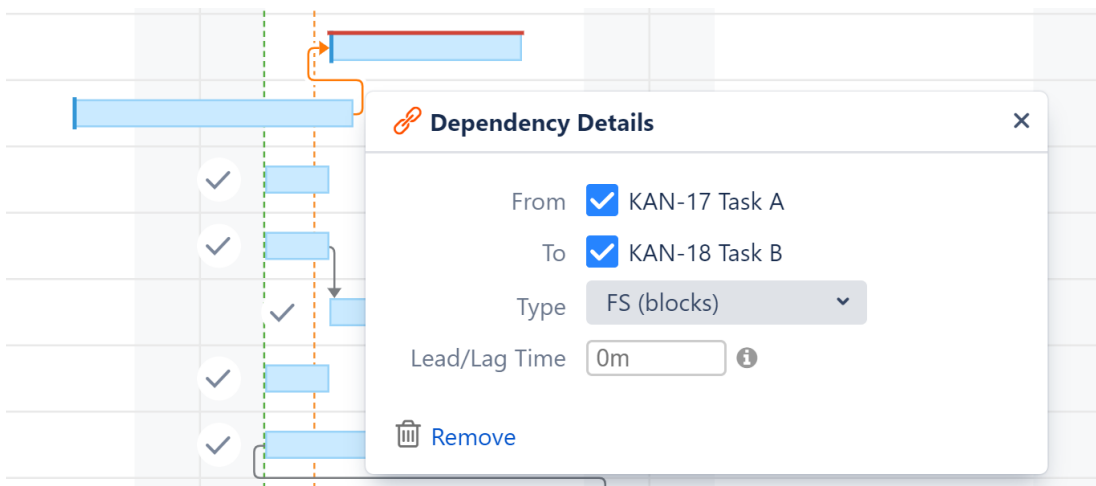 Dependency Details
From KAN-17 Task A
To KAN-18 Task B
Type FS (blocks)
Lead/Lag Time 0m
Remove